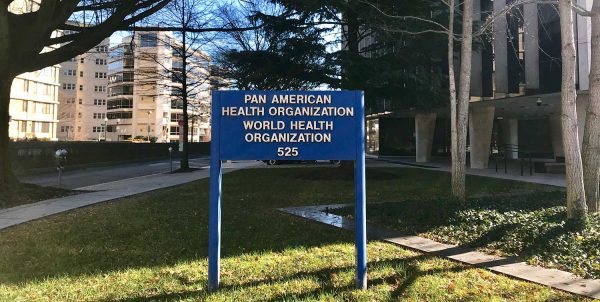 PAN AMERICAN
HEALTH ORGANIZATION
WORLD HEALTH
ORGANIZATION
525